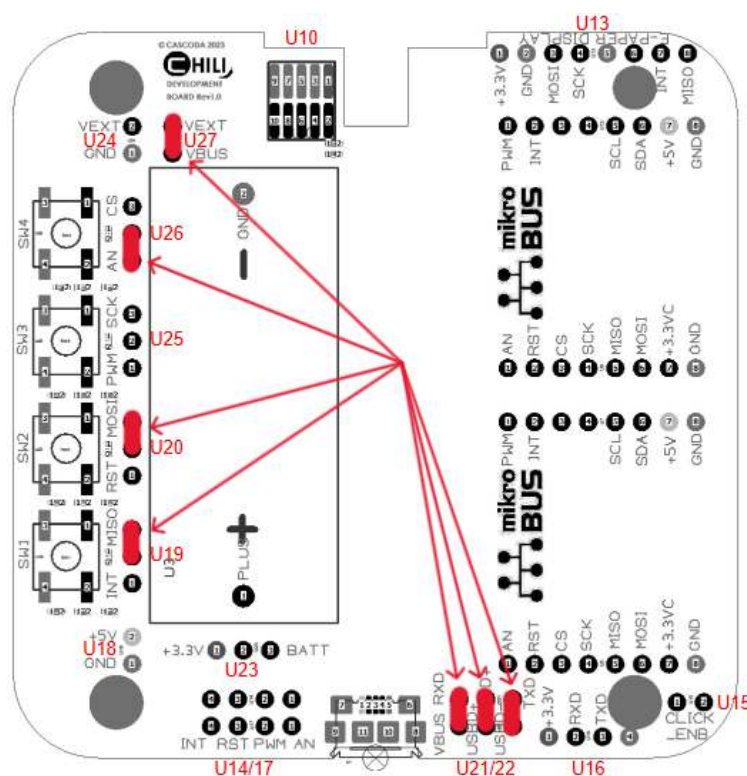 U10
U13
© CASCODA 2023
CHILI
DEVELOPMENT
BOARD Rev1.0
E-PAPER DISPLAY
+3.3V
GND
MOSI
SCK
INT
MISO
VEXT
U24
GND
VEXT
U27
VBUS
PWM
INT
SCL
SDA
+5V
GND
mikro
BUS
SW4
CS
U26
AN
GND
SW3
SCK
U25
PWM
AN
RST
CS
SCK
MISO
MOSI
+3.3VC
GND
SW2
MOSI
U20
RST
PWM
INT
SCL
SDA
+5V
GND
mikro
BUS
SW1
MISO
U19
INT
U3
PLUS
+5V
U18
GND
+3.3V
BATT
U23
AN
RST
CS
SCK
MISO
MOSI
+3.3VC
GND
INT RST PWM AN
U14/17
VBUS
RXD
USBD+
USBD-
TXD
U21/22
+3.3V
RXD
TXD
U16
U15
CLICK
LENB